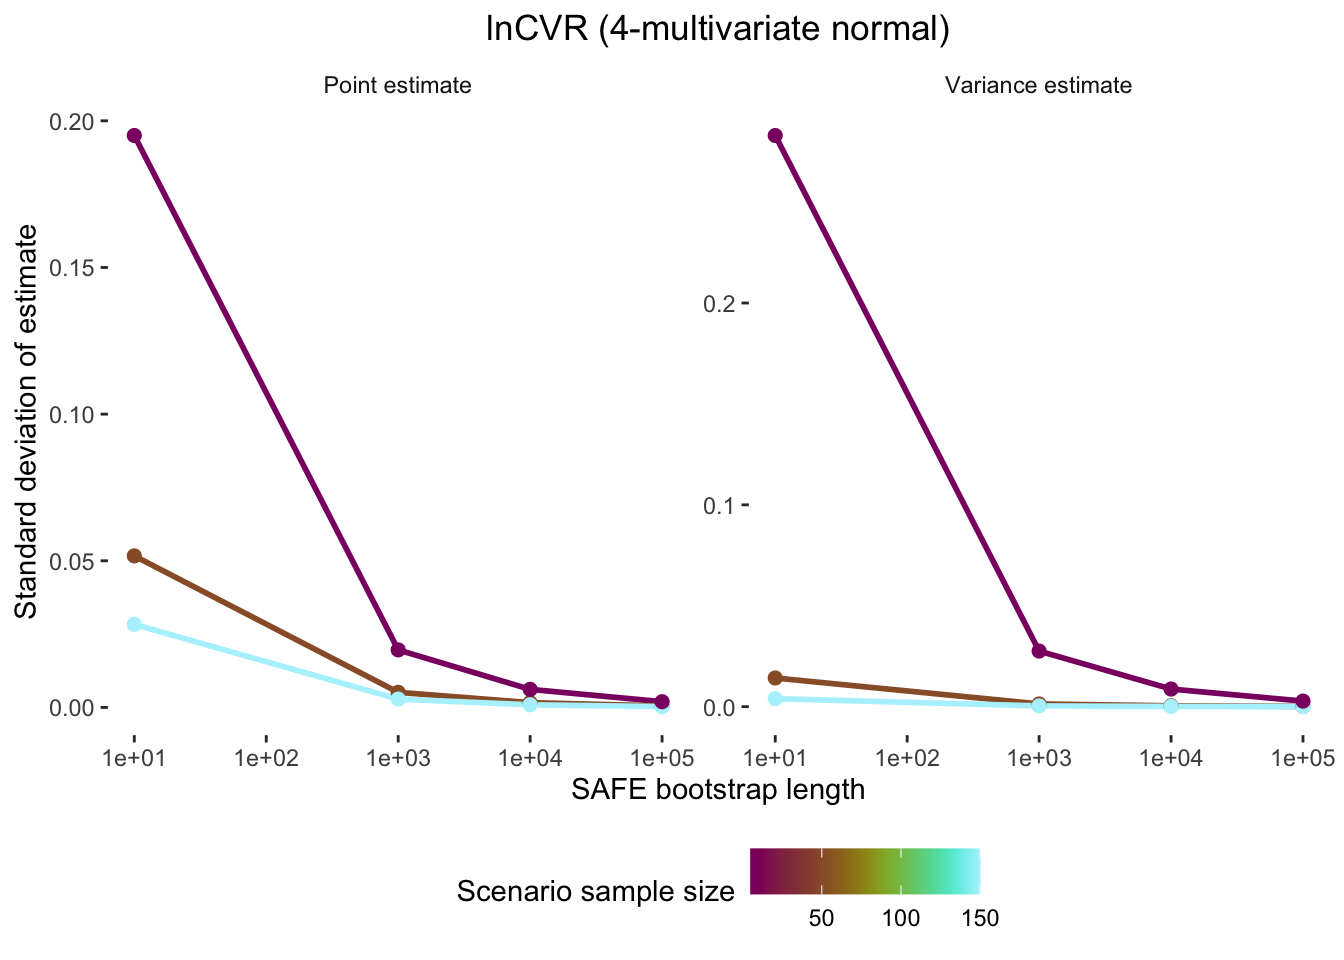 lnCVR (4-multivariate normal)
Point estimate
Variance estimate
Standard deviation of estimate
0.20
0.15
0.10
0.05
0.00
0.2
0.1
0.0
1e+01 1e+02 1e+03 1e+04 1e+05
1e+01 1e+02 1e+03 1e+04 1e+05
SAFE bootstrap length
Scenario sample size
50 100 150